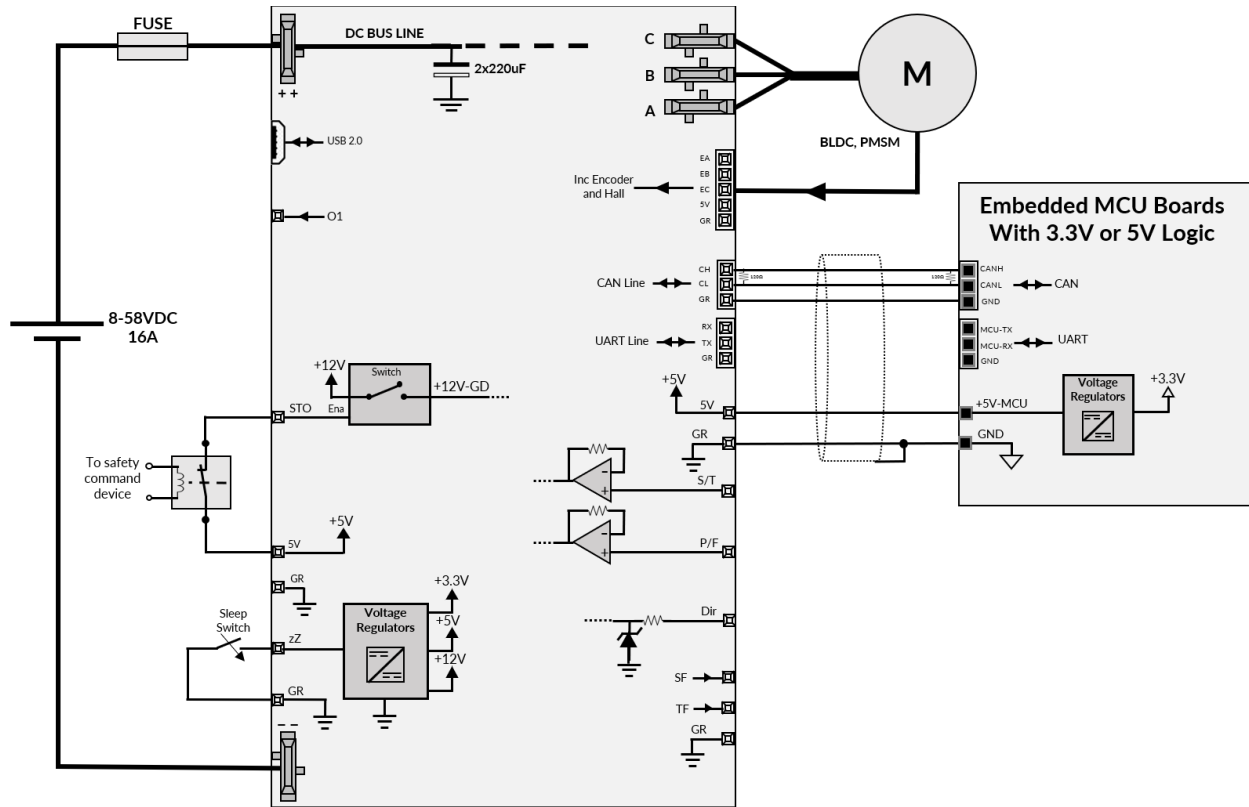 FUSE
DC BUS LINE
2x220uF
+ +
USB 2.0
O1
8-58VDC
16A
+12V
Switch
+12V-GD
STO
Ena
To safety
command
device
5V
+5V
GR
Sleep
Switch
zZ
Voltage
Regulators
+3.3V
+5V
+12V
GR
- -
C
B
A
M
BLDC, PMSM
Inc Encoder
and Hall
EA
EB
EC
5V
GR
CAN Line
CH
CL
GR
120Ω
120Ω
UART Line
RX
TX
GR
+5V
5V
GR
S/T
P/F
Dir
SF
TF
GR
Embedded MCU Boards
With 3.3V or 5V Logic
CANH
CANL
GND
CAN
MCU-TX
MCU-RX
GND
UART
+5V-MCU
GND
Voltage
Regulators
+3.3V